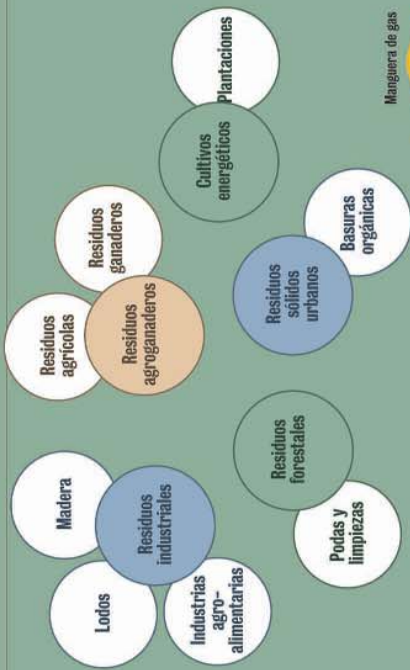 Lodos
Madera
Industrias
agro-
alimentarias
Residuos
industriales
Residuos
agrícolas
Residuos
ganaderos
Residuos
agroganaderos
Podas y
limpiezas
Residuos
forestales
Residuos
sólidos
urbanos
Basuras
orgánicas
Cultivos
energéticos
Plantaciones
Manguera de gas